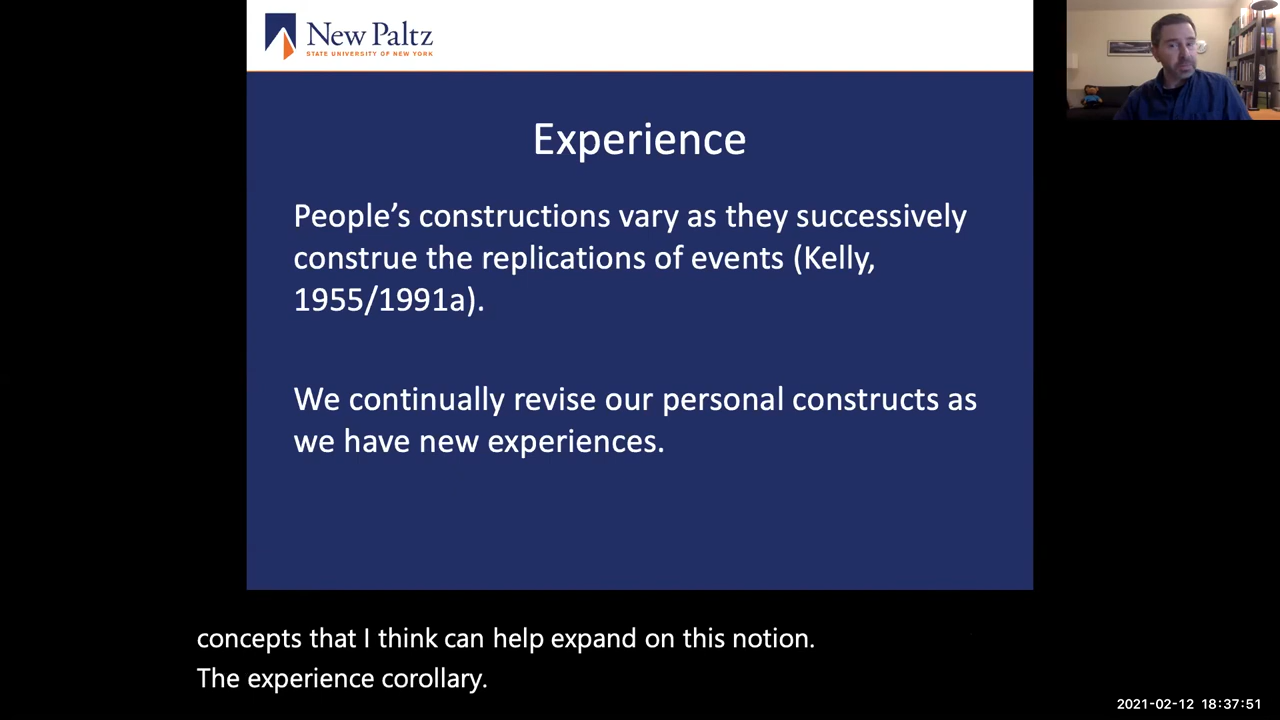 New Paltz
STATE UNIVERSITY OF NEW YORK
Experience
People’s constructions vary as they successively
construe the replications of events (Kelly,
1955/1991a).
We continually revise our personal constructs as
we have new experiences.
concepts that I think can help expand on this notion.
The experience corollary.
2021-02-12 18:37:51